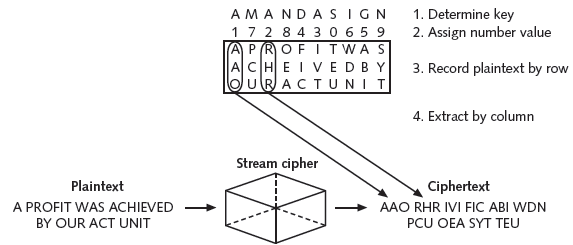 A M A N D A S I G N
1 7 2 8 4 3 0 6 5 9
A P R O F I T W A S
A C H E I V E D B Y
O U R A C T U N I T
1. Determine key
2. Assign number value
3. Record plaintext by row
4. Extract by column
Stream cipher
Plaintext
A PROFIT WAS ACHIEVED
BY OUR ACT UNIT
Ciphertext
AAO RHR IVI FIC ABI WDN
PCU OEA SYT TEU